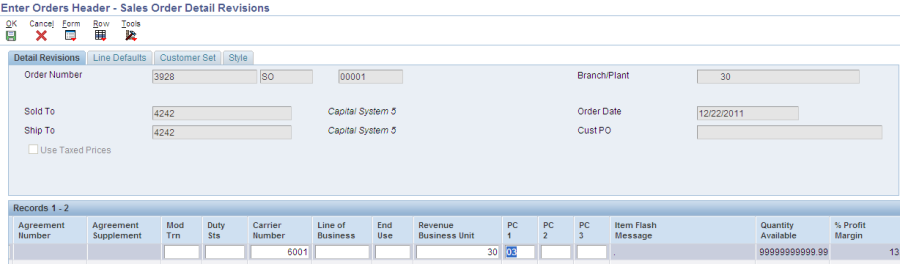 Enter Orders Header - Sales Order Detail Revisions
OK Cancel Form Row Tools
Detail Revisions Line Defaults Customer Set Style
Order Number 3928 SO 00001 Branch/Plant 30
Sold To 4242 Capital System 5 Order Date 12/22/2011
Ship To 4242 Capital System 5 Cust PO
Use Taxed Prices
Records 1 - 2
Agreement Number Agreement Supplement Mod Trn Duty Sts Carrier Number Line of Business End Use Revenue Business Unit PC 1 PC 2 PC 3 Item Flash Message Quantity Available % Profit Margin
6001 30 03 . 99999999999.99 13